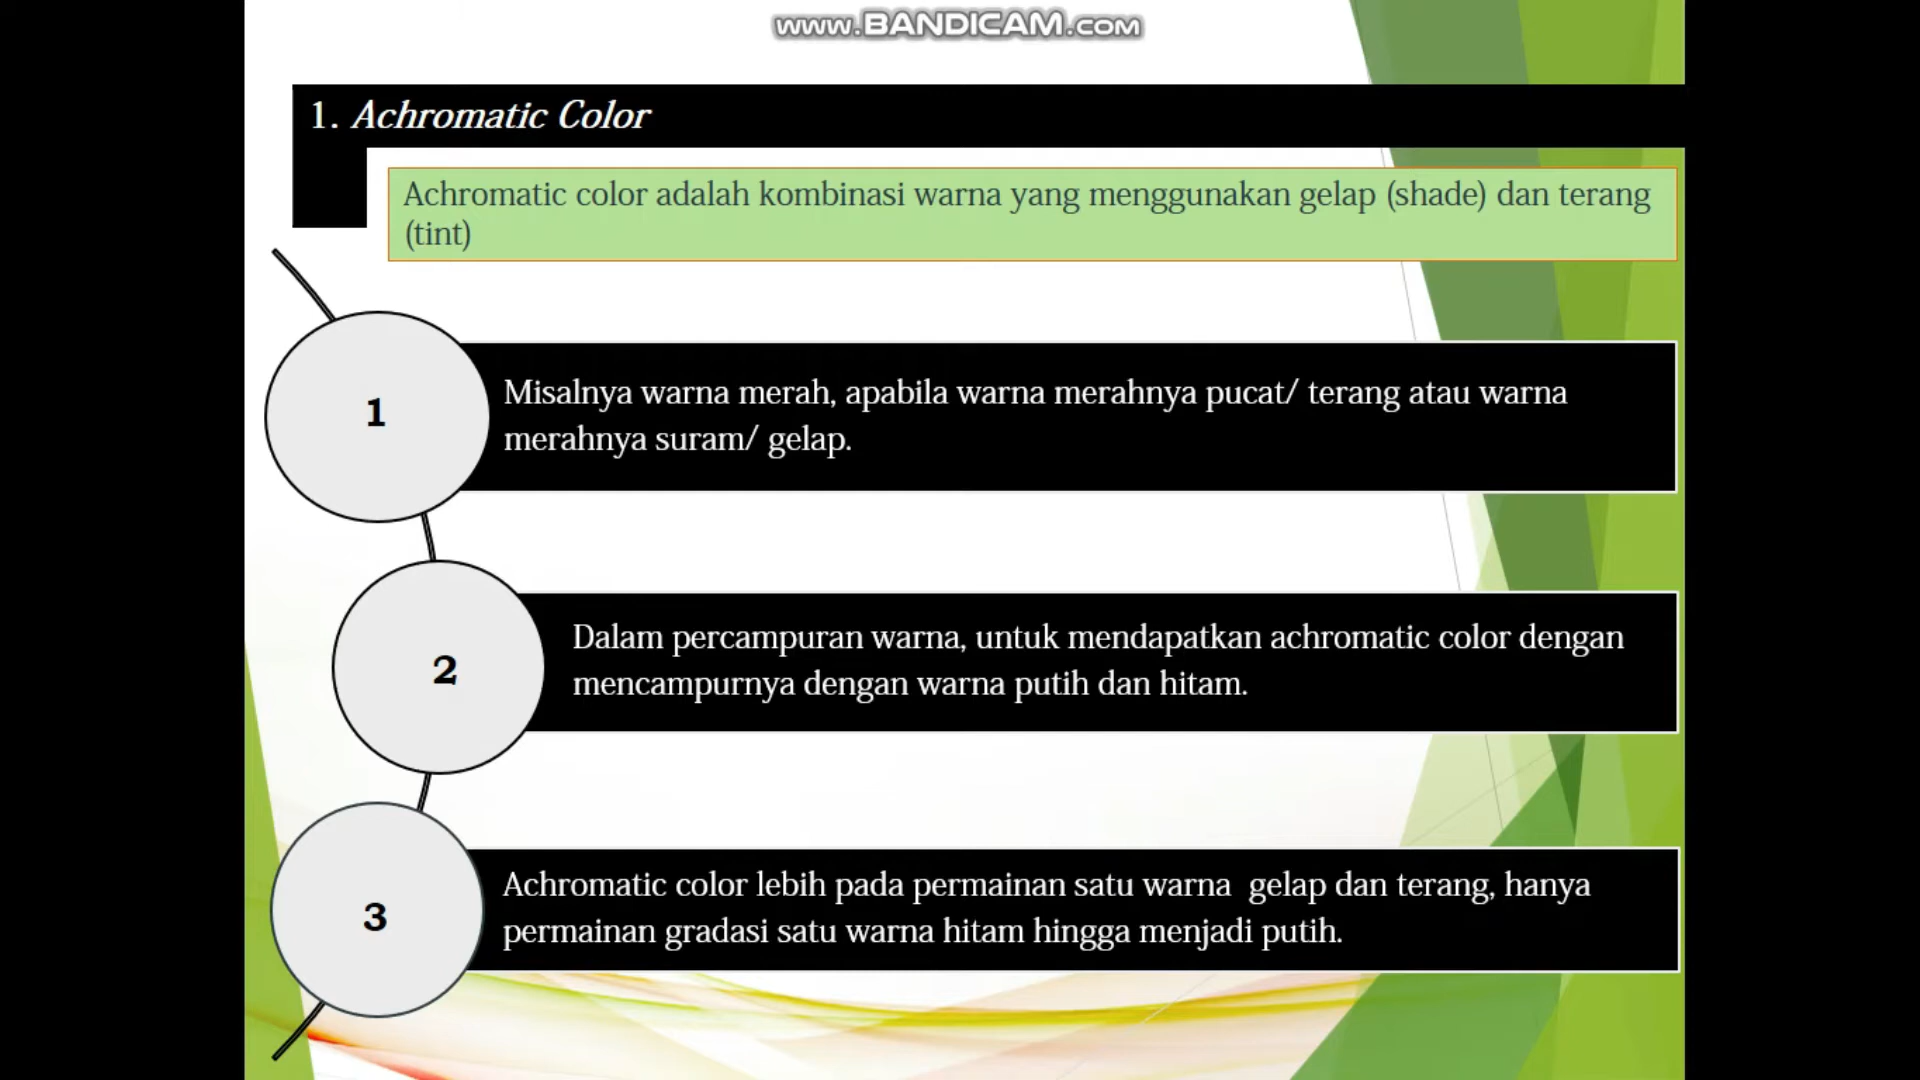 www.BANDICAM.COM
1. Achromatic Color
Achromatic color adalah kombinasi warna yang menggunakan gelap (shade) dan terang
(tint)
1
Misalnya warna merah, apabila warna merahnya pucat/ terang atau warna
merahnya suram/ gelap.
2
Dalam percampuran warna, untuk mendapatkan achromatic color dengan
mencampurnya dengan warna putih dan hitam.
3
Achromatic color lebih pada permainan satu warna  gelap dan terang, hanya
permainan gradasi satu warna hitam hingga menjadi putih.